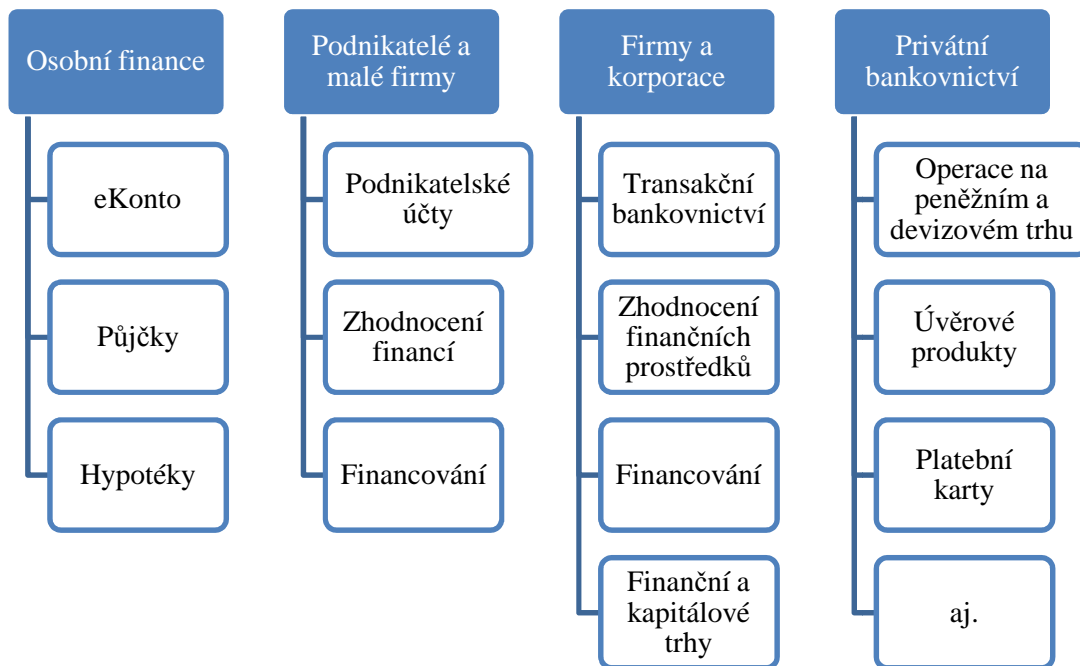 Osobní finance
eKonto
Půjčky
Hypotéky
Podnikatelé a
malé firmy
Podnikatelské
účty
Zhodnocení
financí
Financování
Firmy a
korporace
Transakční
bankovnictví
Zhodnocení
finančních
prostředků
Financování
Finanční a
kapitálové
trhy
Privátní
bankovnictví
Operace na
peněžním a
devizovém trhu
Úvěrové
produkty
Platební
karty
aj.